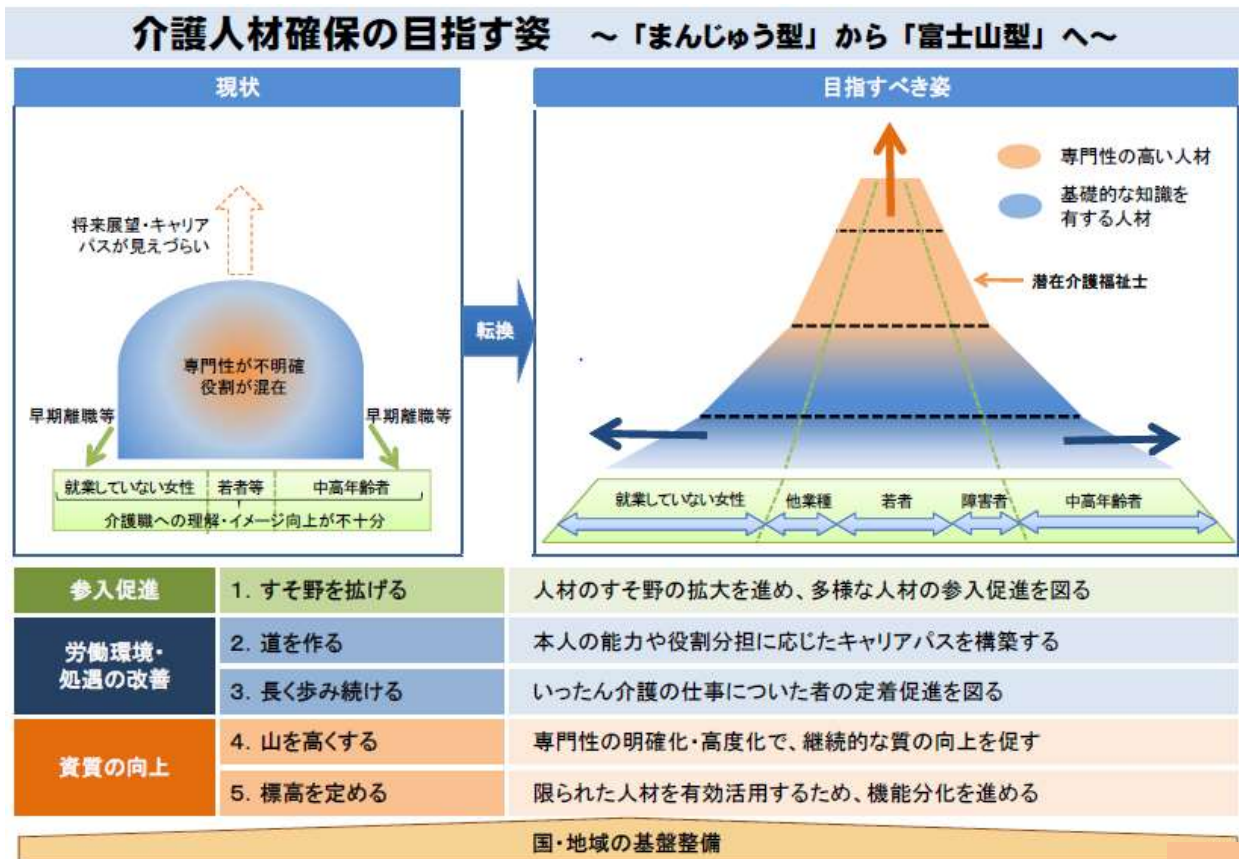 介護人材確保の目指す姿 ～「まんじゅう型」から「富士山型」へ～
現状
将来展望・キャリア
パスが見えづらい
専門性が不明確
役割が混在
早期離職等
早期離職等
就業していない女性 若者等 中高年齢者
介護職への理解・イメージ向上が不十分
転換
目指すべき姿
専門性の高い人材
基礎的な知識を
有する人材
潜在介護福祉士
就業していない女性 他業種 若者 障害者 中高年齢者
参入促進 1. すそ野を拡げる 人材のすそ野の拡大を進め、多様な人材の参入促進を図る
労働環境・
処遇の改善
2. 道を作る 本人の能力や役割分担に応じたキャリアパスを構築する
3. 長く歩み続ける いったん介護の仕事についた者の定着促進を図る
資質の向上
4. 山を高くする 専門性の明確化・高度化で、継続的な質の向上を促す
5. 標高を定める 限られた人材を有効活用するため、機能分化を進める
国・地域の基盤整備